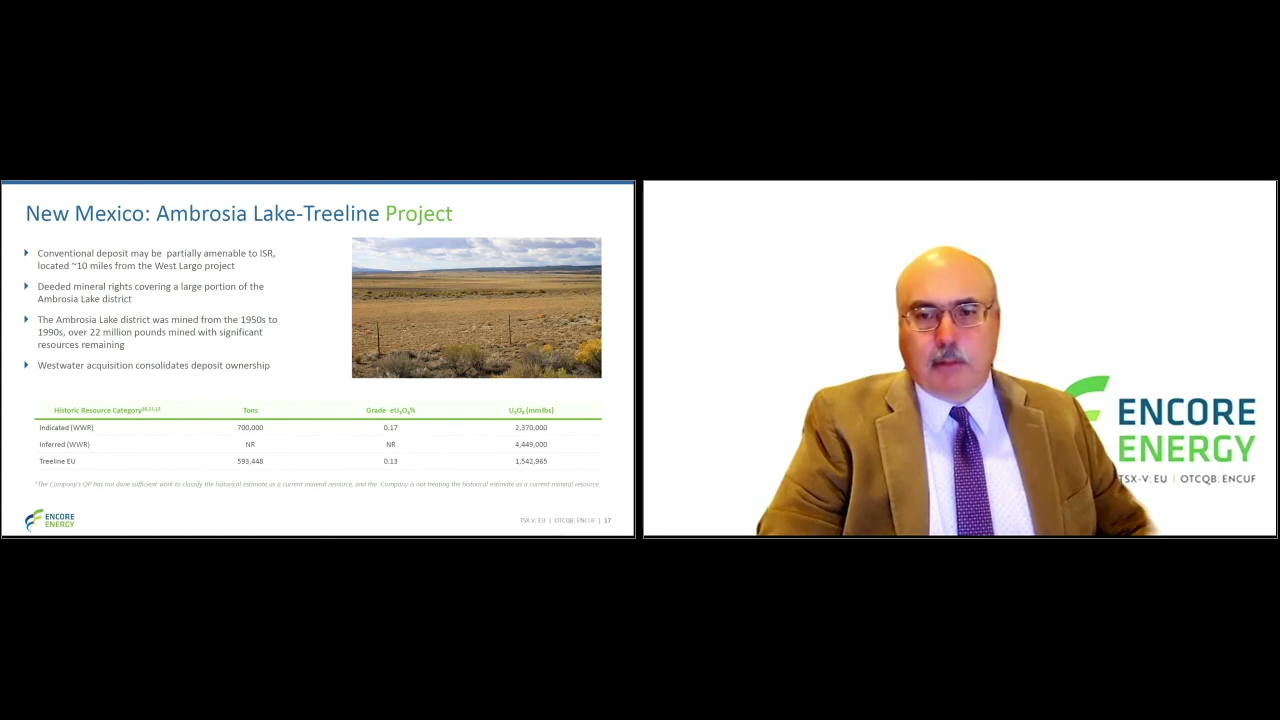 New Mexico: Ambrosia Lake-Treeline Project
Conventional deposit may be partially amenable to ISR,
located ~10 miles from the West Largo project
Deeded mineral rights covering a large portion of the
Ambrosia Lake district
The Ambrosia Lake district was mined from the 1950s to
1990s, over 22 million pounds mined with significant
resources remaining
Westwater acquisition consolidates deposit ownership
Historic Resource Category Tons Grade eU₃O₈% U₃O₈ (mm lbs)
Indicated (WWR) 700,000 0.17 2,370,000
Inferred (WWR) NR NR 4,449,000
Treeline EU 593,448 0.13 1,542,965
*The Company's QP has not done sufficient work to classify the historical estimate as a current mineral resource, and the Company is not treating the historical estimate as a current mineral resource.
ENCORE
ENERGY
TSX.V: EU | OTCQB: ENCUF | 17
ENCORE
ENERGY
TSX-V: EU | OTCQB: ENCUF